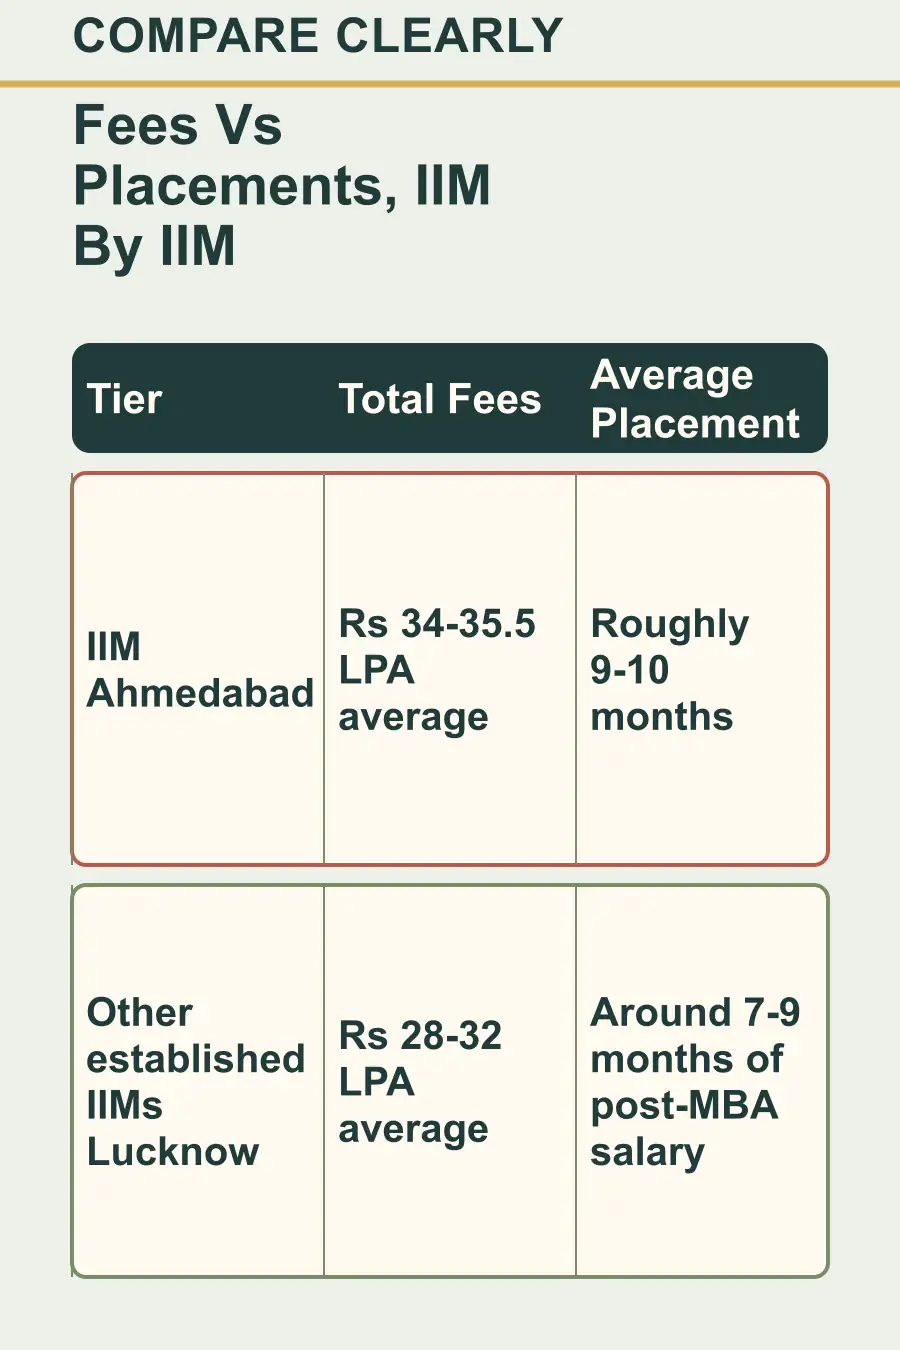 COMPARE CLEARLY
Fees Vs
Placements, IIM
By IIM
Tier
Total Fees
Average
Placement
IIM
Ahmedabad
Rs 34-35.5
LPA
average
Roughly
9-10
months
Other
established
IIMs
Lucknow
Rs 28-32
LPA
average
Around 7-9
months of
post-MBA
salary